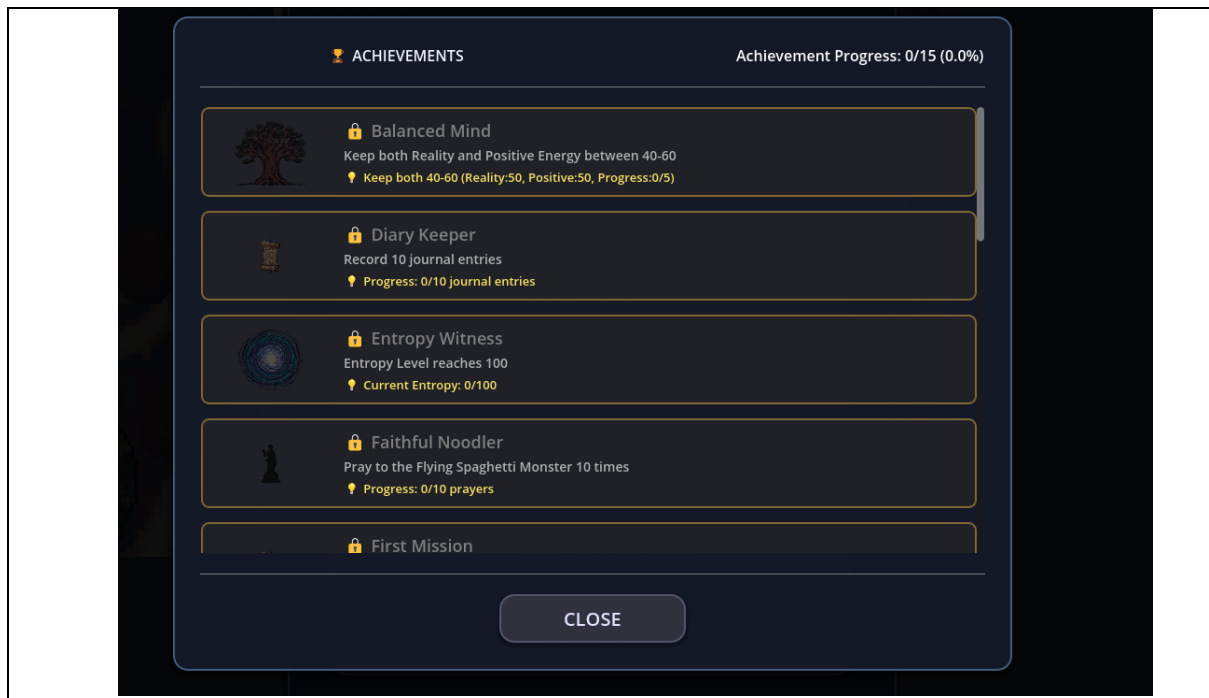 ACHIEVEMENTS
Achievement Progress: 0/15 (0.0%)
Balanced Mind
Keep both Reality and Positive Energy between 40-60
Keep both 40-60 (Reality:50, Positive:50, Progress:0/5)
Diary Keeper
Record 10 journal entries
Progress: 0/10 journal entries
Entropy Witness
Entropy Level reaches 100
Current Entropy: 0/100
Faithful Noodler
Pray to the Flying Spaghetti Monster 10 times
Progress: 0/10 prayers
First Mission
CLOSE